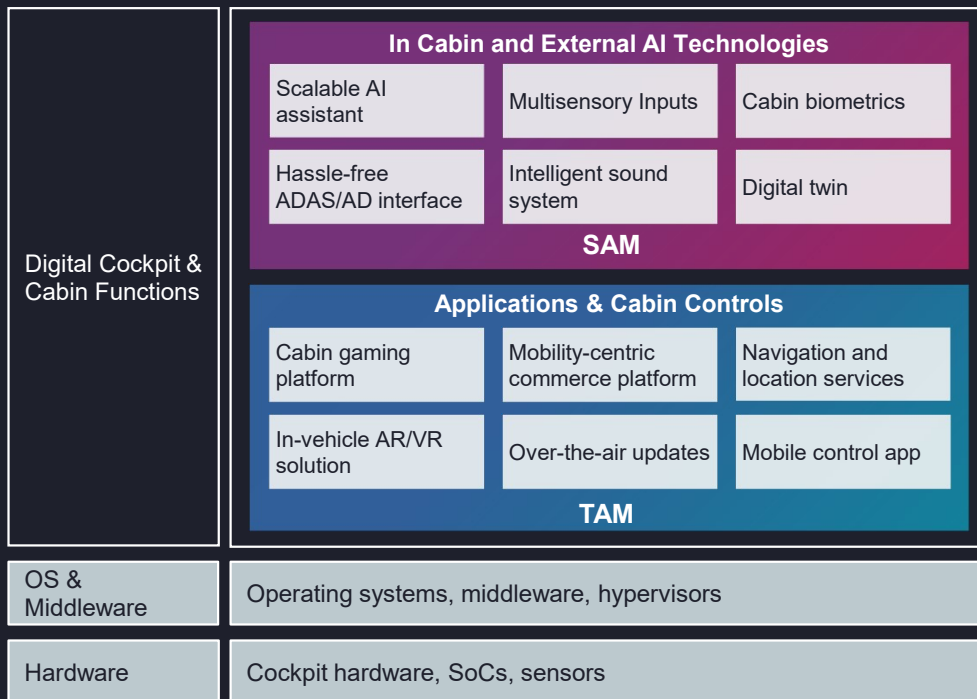 Digital Cockpit &
Cabin Functions
In Cabin and External AI Technologies
Scalable AI
assistant
Multisensory Inputs
Cabin biometrics
Hassle-free
ADAS/AD interface
Intelligent sound
system
Digital twin
SAM
Applications & Cabin Controls
Cabin gaming
platform
Mobility-centric
commerce platform
Navigation and
location services
In-vehicle AR/VR
solution
Over-the-air updates
Mobile control app
TAM
OS &
Middleware
Operating systems, middleware, hypervisors
Hardware
Cockpit hardware, SoCs, sensors